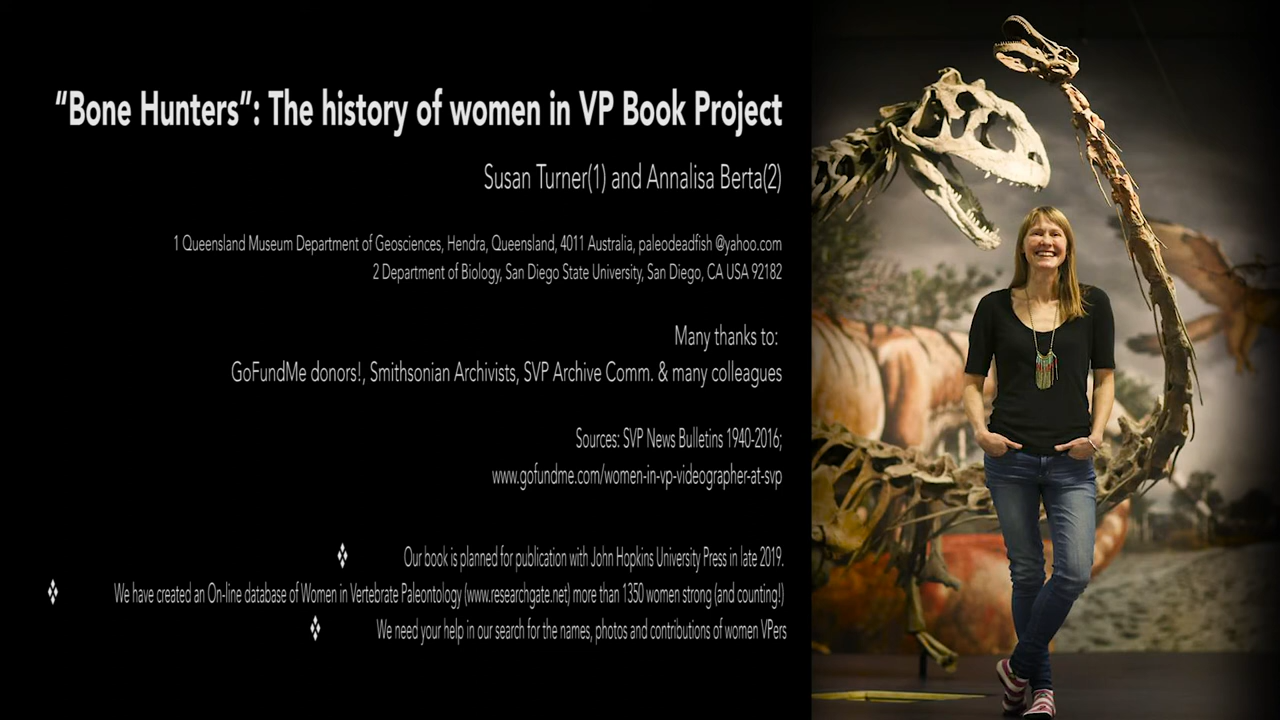 “Bone Hunters”: The history of women in VP Book Project
Susan Turner(1) and Annalisa Berta(2)
1 Queensland Museum Department of Geosciences, Hendra, Queensland, 4011 Australia, paleodeadfish @yahoo.com
2 Department of Biology, San Diego State University, San Diego, CA USA 92182
Many thanks to:
GoFundMe donors!, Smithsonian Archivists, SVP Archive Comm. & many colleagues
Sources: SVP News Bulletins 1940-2016;
www.gofundme.com/women-in-vp-videographer-at-svp
❖ Our book is planned for publication with John Hopkins University Press in late 2019.
❖ We have created an On-line database of Women in Vertebrate Paleontology (www.researchgate.net) more than 1350 women strong (and counting!)
❖ We need your help in our search for the names, photos and contributions of women VPers